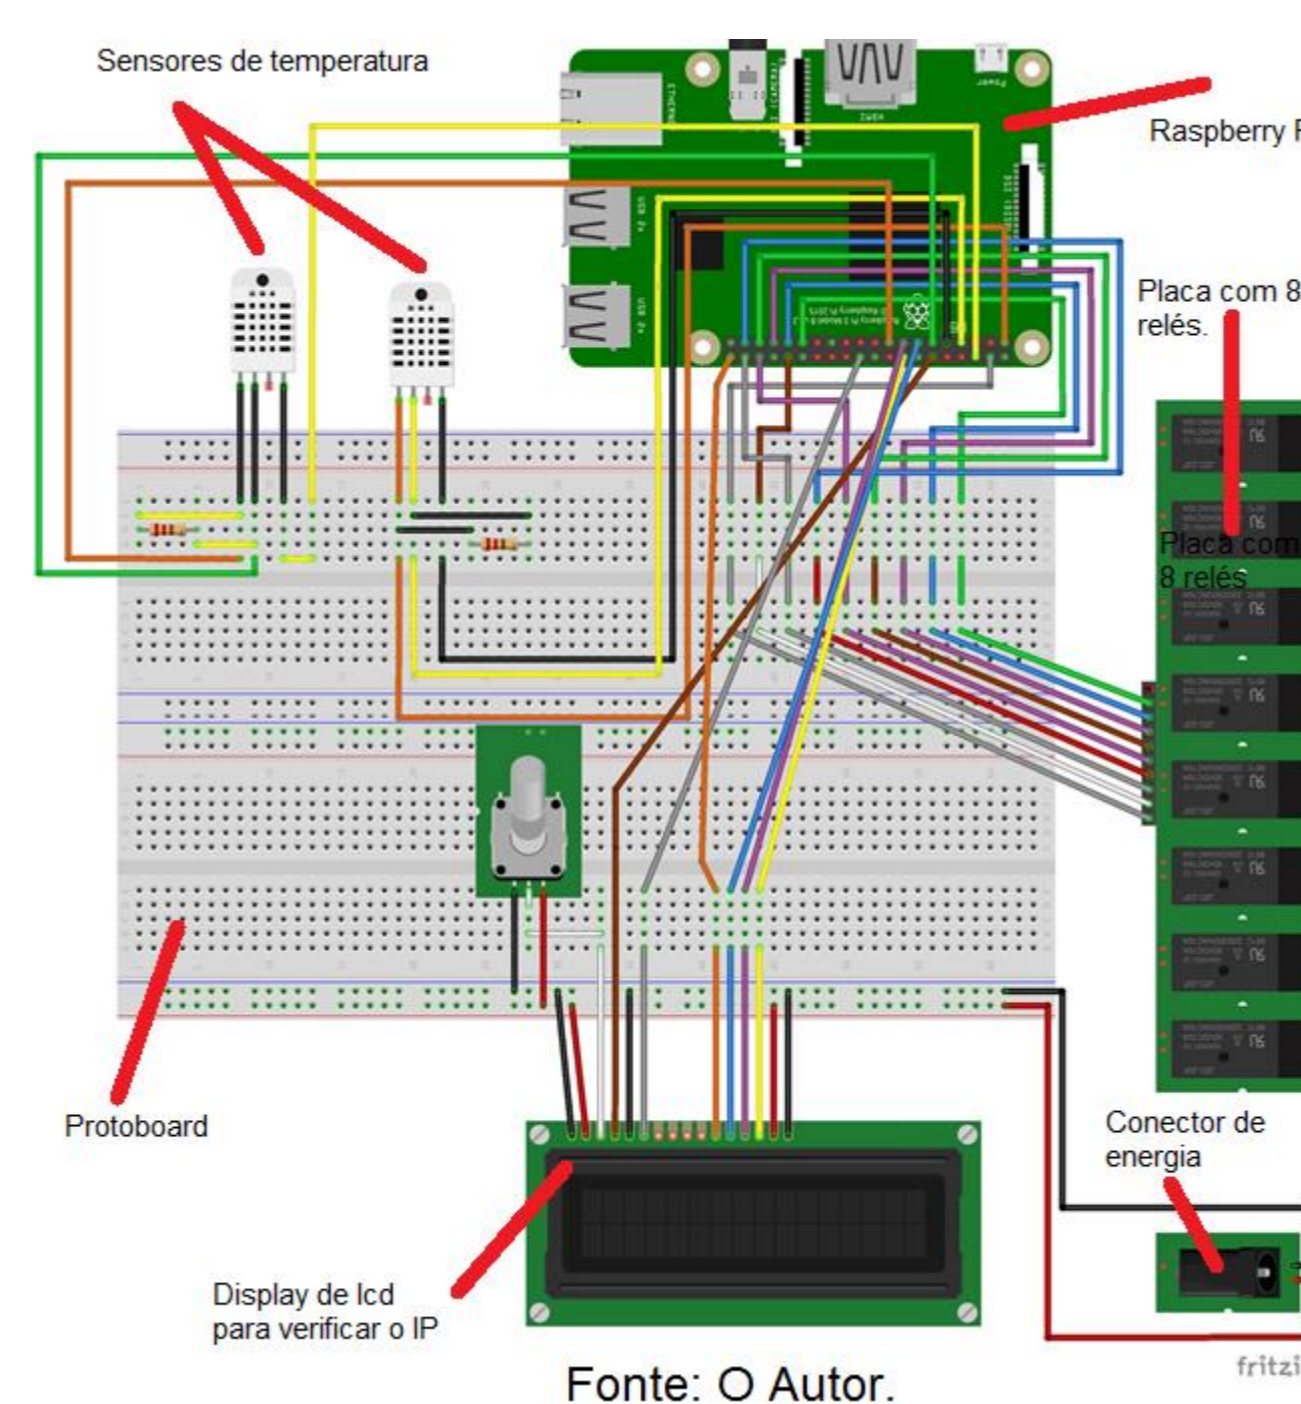 Sensores de temperatura
Raspberry
Placa com 8
relés.
Placa com
8 relés
Protoboard
Conector de
energia
Display de lcd
para verificar o IP
fritzi
Fonte: O Autor.